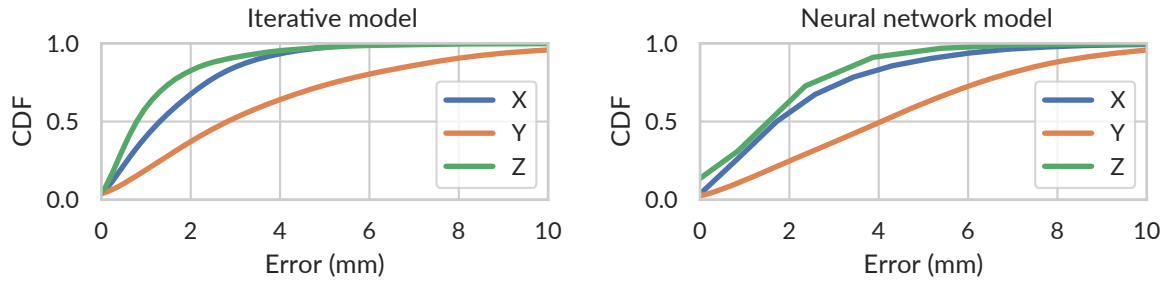 Iterative model
CDF
1.0
0.5
0.0
X
Y
Z
0 2 4 6 8 10
Error (mm)
Neural network model
CDF
1.0
0.5
0.0
X
Y
Z
0 2 4 6 8 10
Error (mm)